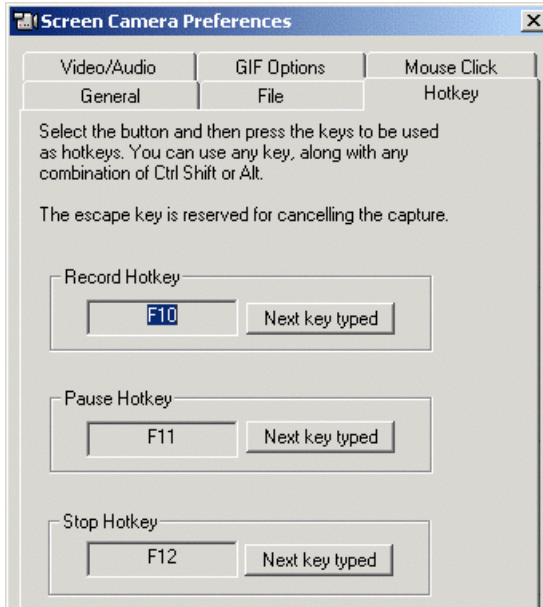 Screen Camera Preferences
Video/Audio GIF Options Mouse Click
General File Hotkey
Select the button and then press the keys to be used
as hotkeys. You can use any key, along with any
combination of Ctrl Shift or Alt.
The escape key is reserved for cancelling the capture.
Record Hotkey
F10 Next key typed
Pause Hotkey
F11 Next key typed
Stop Hotkey
F12 Next key typed